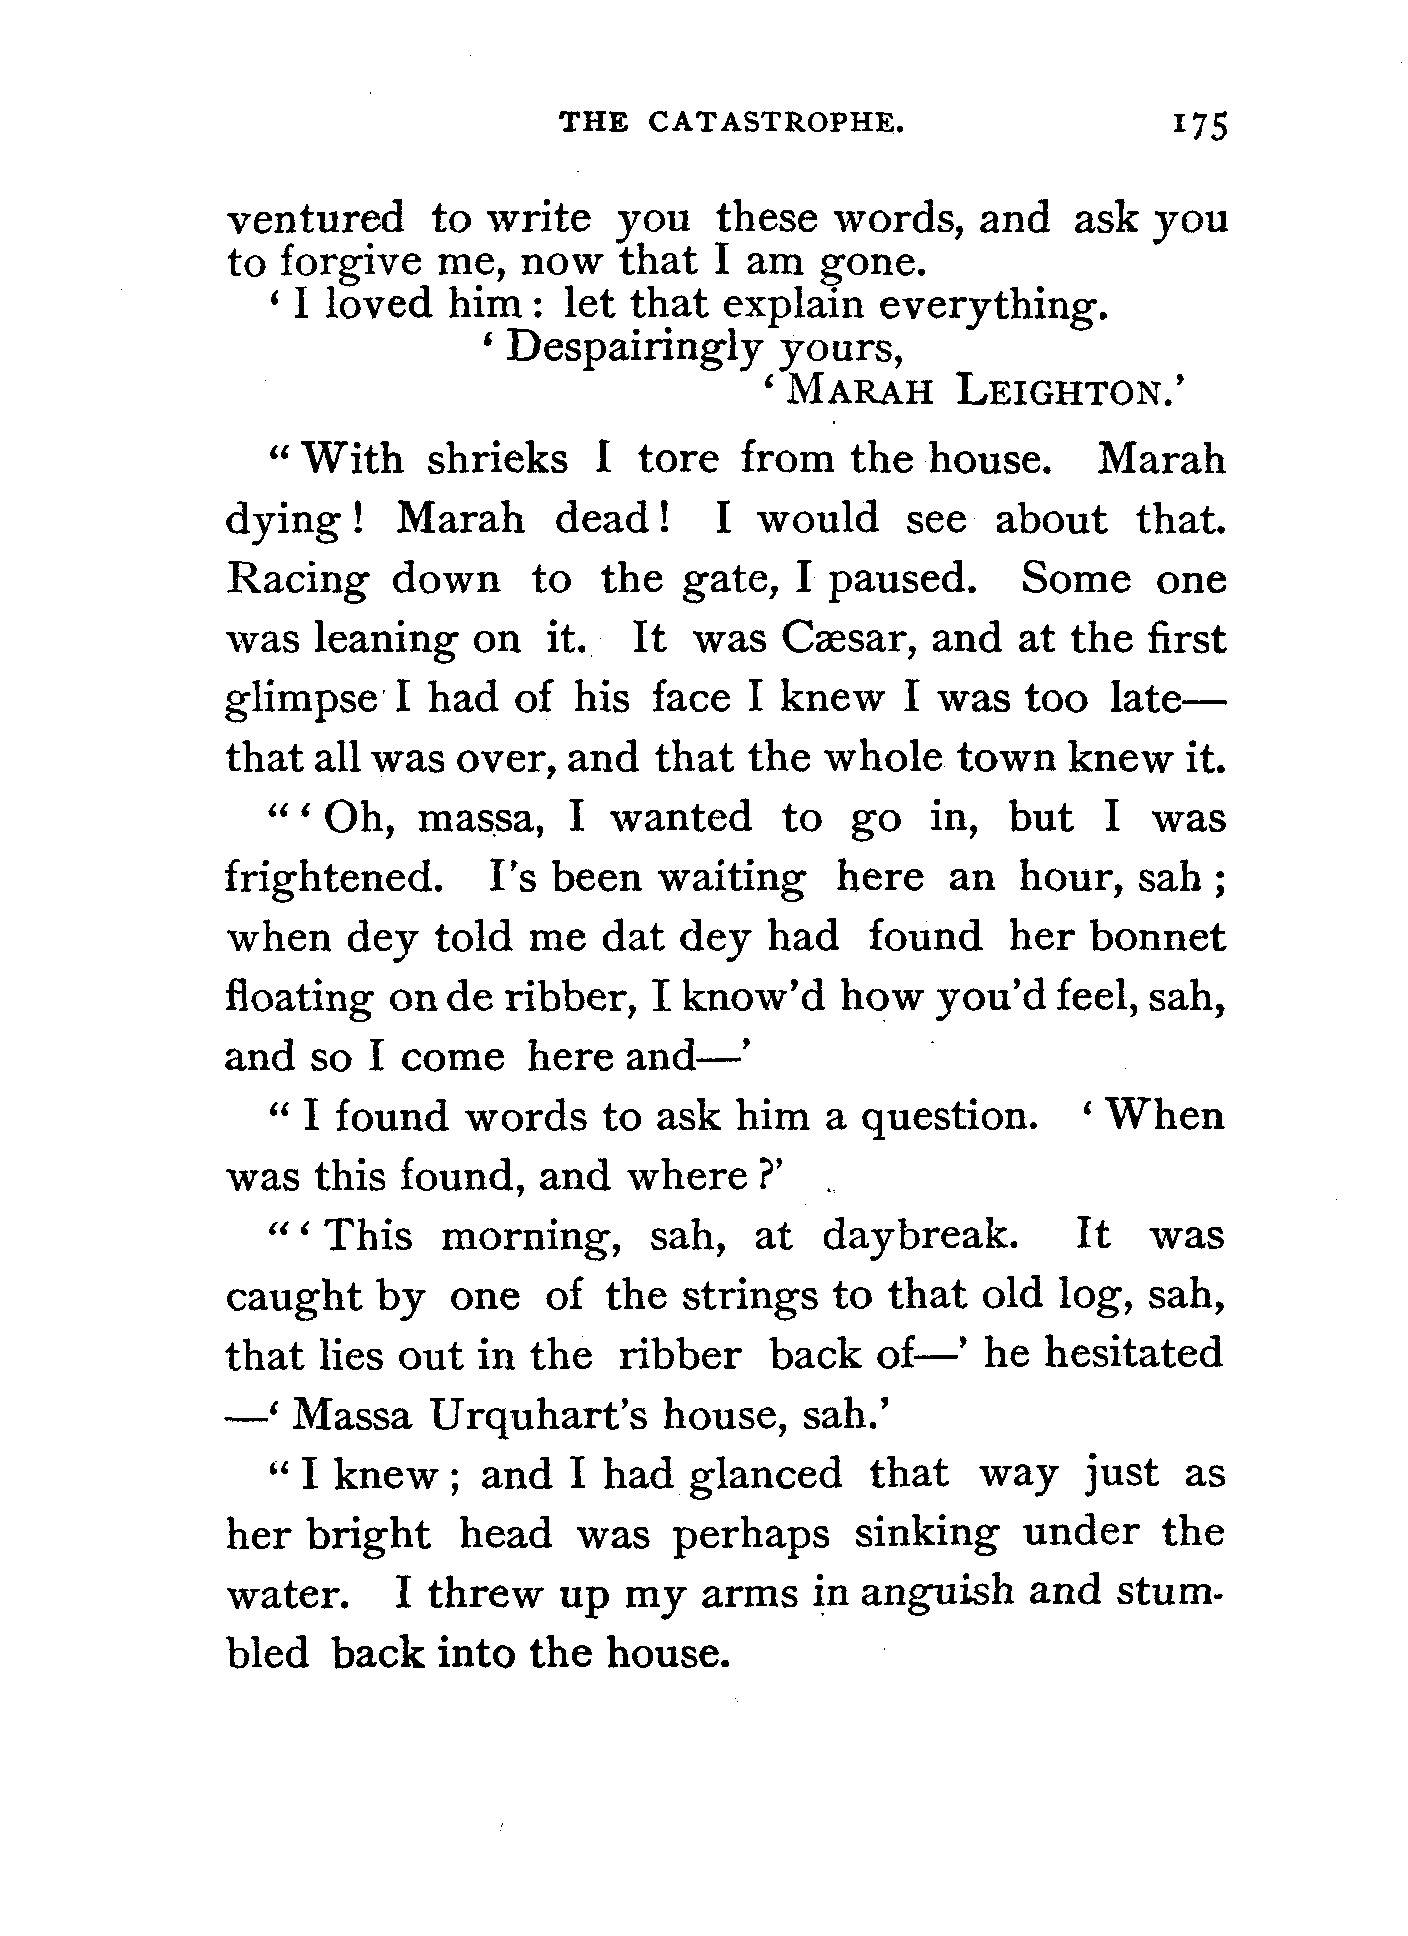 THE CATASTROPHE. 175
ventured to write you these words, and ask you
to forgive me, now that I am gone.
‘ I loved him : let that explain everything.
‘ Despairingly yours,
‘ MARAH LEIGHTON.’
“ With shrieks I tore from the house. Marah
dying ! Marah dead ! I would see about that.
Racing down to the gate, I paused. Some one
was leaning on it. It was Cæsar, and at the first
glimpse I had of his face I knew I was too late—
that all was over, and that the whole town knew it.
“ ‘ Oh, massa, I wanted to go in, but I was
frightened. I’s been waiting here an hour, sah ;
when dey told me dat dey had found her bonnet
floating on de ribber, I know’d how you’d feel, sah,
and so I come here and—’
“ I found words to ask him a question. ‘ When
was this found, and where ?’
“ ‘ This morning, sah, at daybreak. It was
caught by one of the strings to that old log, sah,
that lies out in the ribber back of—’ he hesitated
—‘ Massa Urquhart’s house, sah.’
“ I knew ; and I had glanced that way just as
her bright head was perhaps sinking under the
water. I threw up my arms in anguish and stum-
bled back into the house.